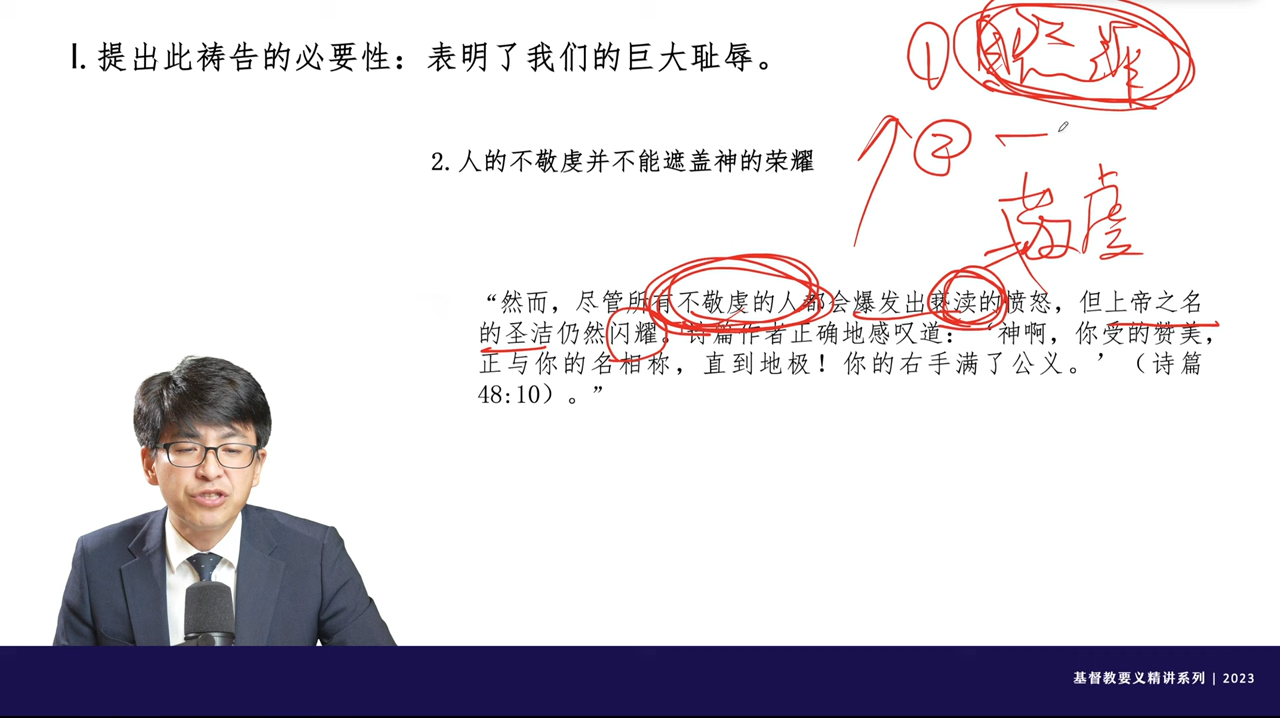 Ⅰ. 提出此祷告的必要性：表明了我们的巨大耻辱。
①
2. 人的不敬虔并不能遮盖神的荣耀
② 一
敬虔
“然而，尽管所有不敬虔的人都会爆发出亵渎的愤怒，但上帝之名
的圣洁仍然闪耀。诗篇作者正确地感叹道：‘神啊，你受的赞美，
正与你的名相称，直到地极！你的右手满了公义。’（诗篇
48:10）。”
基督教要义精讲系列 | 2023